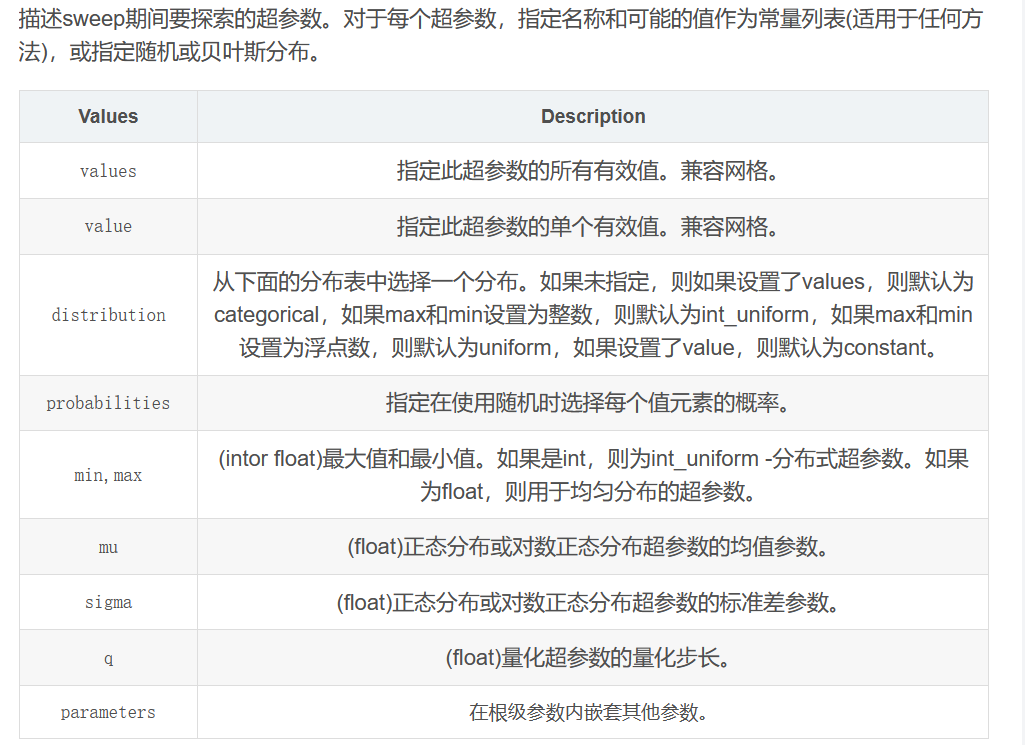 描述sweep期间要探索的超参数。对于每个超参数，指定名称和可能的值作为常量列表(适用于任何方
法)，或指定随机或贝叶斯分布。
Values Description
values 指定此超参数的所有有效值。兼容网格。
value 指定此超参数的单个有效值。兼容网格。
从下面的分布表中选择一个分布。如果未指定，则如果设置了values，则默认为
distribution categorical，如果max和min设置为整数，则默认为int_uniform，如果max和min
设置为浮点数，则默认为uniform，如果设置了value，则默认为constant。
probabilities 指定在使用随机时选择每个值元素的概率。
min,max (intor float)最大值和最小值。如果是int，则为int_uniform -分布式超参数。如果
为float，则用于均匀分布的超参数。
mu (float)正态分布或对数正态分布超参数的均值参数。
sigma (float)正态分布或对数正态分布超参数的标准差参数。
q (float)量化超参数的量化步长。
parameters 在根级参数内嵌套其他参数。